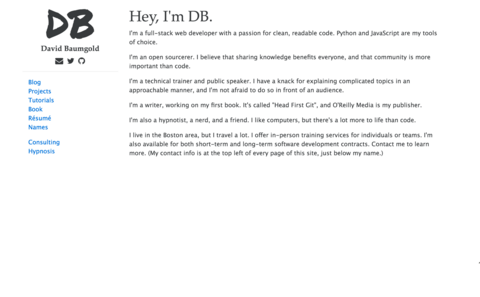 DB
David Baumgold
Blog
Projects
Tutorials
Book
Résumé
Names
Consulting
Hypnosis
Hey, I'm DB.
I'm a full-stack web developer with a passion for clean, readable code. Python and JavaScript are my tools
of choice.
I'm an open sourcerer. I believe that sharing knowledge benefits everyone, and that community is more
important than code.
I'm a technical trainer and public speaker. I have a knack for explaining complicated topics in an
approachable manner, and I'm not afraid to do so in front of an audience.
I'm a writer, working on my first book. It's called "Head First Git", and O'Reilly Media is my publisher.
I'm also a hypnotist, a nerd, and a friend. I like computers, but there's a lot more to life than code.
I live in the Boston area, but I travel a lot. I offer in-person training services for individuals or teams. I'm
also available for both short-term and long-term software development contracts. Contact me to learn
more. (My contact info is at the top left of every page of this site, just below my name.)